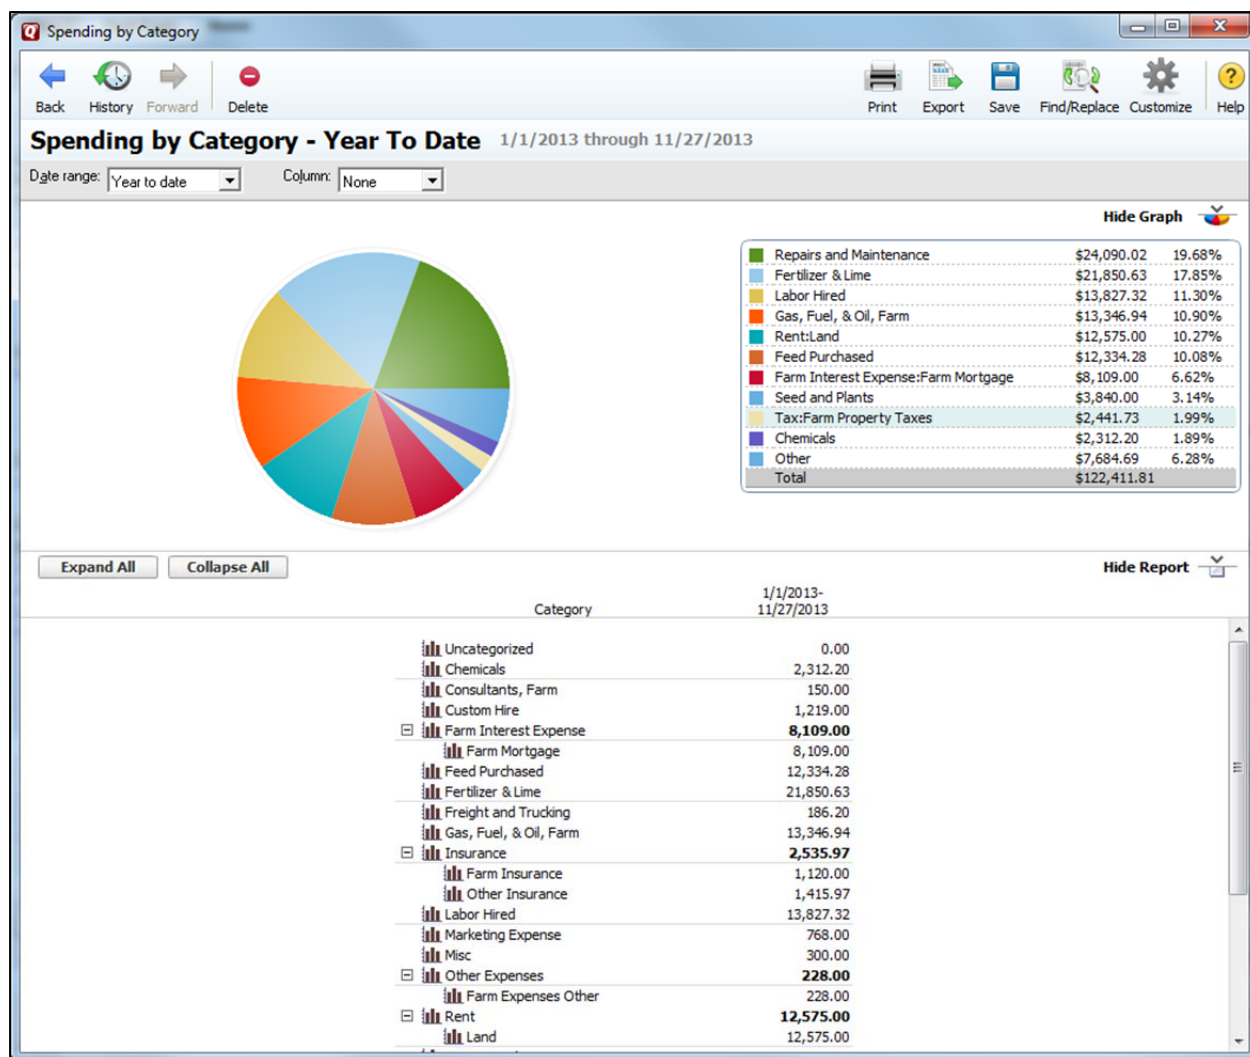 Spending by Category
Back History Forward Delete Print Export Save Find/Replace Customize Help
Spending by Category - Year To Date 1/1/2013 through 11/27/2013
Date range: Year to date Column: None
Hide Graph
Repairs and Maintenance $24,090.02 19.68%
Fertilizer & Lime $21,850.63 17.85%
Labor Hired $13,827.32 11.30%
Gas, Fuel, & Oil, Farm $13,346.94 10.90%
Rent:Land $12,575.00 10.27%
Feed Purchased $12,334.28 10.08%
Farm Interest Expense:Farm Mortgage $8,109.00 6.62%
Seed and Plants $3,840.00 3.14%
Tax:Farm Property Taxes $2,441.73 1.99%
Chemicals $2,312.20 1.89%
Other $7,684.69 6.28%
Total $122,411.81
Expand All Collapse All Hide Report
1/1/2013-
Category 11/27/2013
Uncategorized 0.00
Chemicals 2,312.20
Consultants, Farm 150.00
Custom Hire 1,219.00
Farm Interest Expense 8,109.00
Farm Mortgage 8,109.00
Feed Purchased 12,334.28
Fertilizer & Lime 21,850.63
Freight and Trucking 186.20
Gas, Fuel, & Oil, Farm 13,346.94
Insurance 2,535.97
Farm Insurance 1,120.00
Other Insurance 1,415.97
Labor Hired 13,827.32
Marketing Expense 768.00
Misc 300.00
Other Expenses 228.00
Farm Expenses Other 228.00
Rent 12,575.00
Land 12,575.00